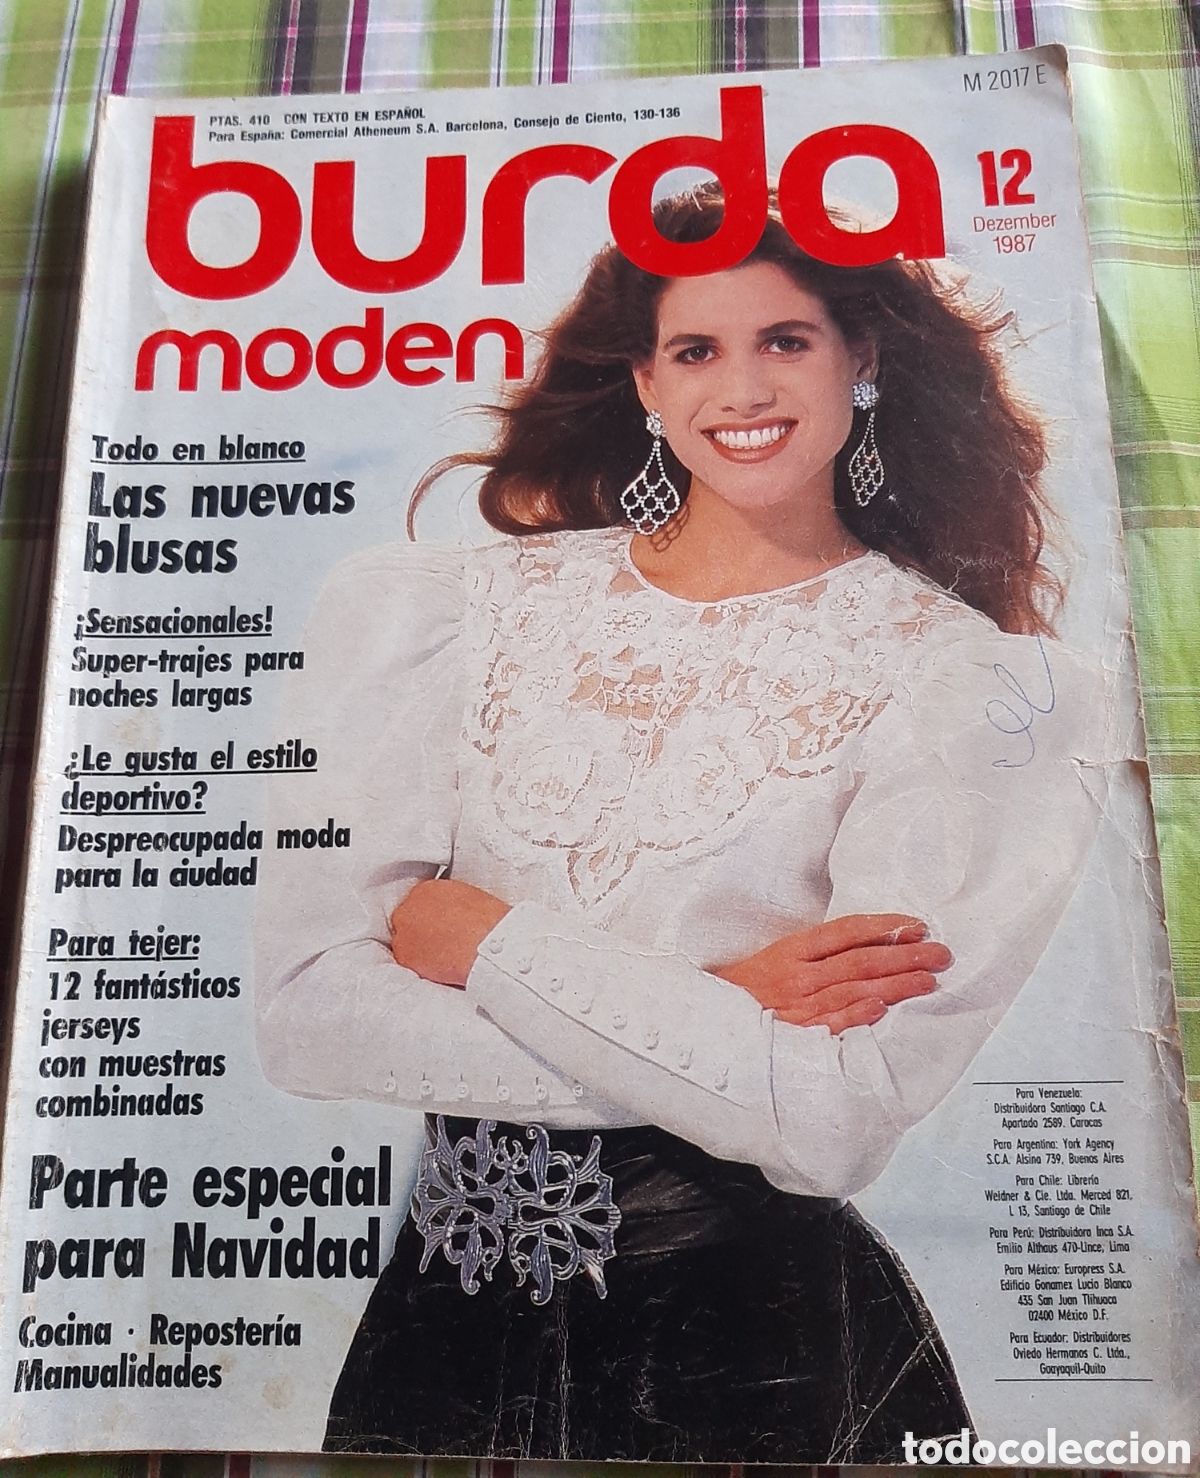 M 2017 E
PTAS. 410 CON TEXTO EN ESPAÑOL
Para España: Comercial Atheneum S.A. Barcelona, Consejo de Ciento, 130-136
burda
moden
12
Dezember
1987
Todo en blanco
Las nuevas
blusas
¡Sensacionales!
Super-trajes para
noches largas
¿Le gusta el estilo
deportivo?
Despreocupada moda
para la ciudad
Para tejer:
12 fantásticos
jerseys
con muestras
combinadas
Parte especial
para Navidad
Cocina · Repostería
Manualidades
Para Venezuela:
Distribuidora Santiago C.A.
Apartado 2589. Caracas
Para Argentina: York Agency
S.C.A. Alsina 739, Buenos Aires
Para Chile: Librería
Weidner & Cie. Ltda. Merced 821,
L 13, Santiago de Chile
Para Perú: Distribuidora Inca S.A.
Emilio Althaus 470-Lince, Lima
Para México: Europress S.A.
Edificio Gonamex Lucio Blanco
435 San Juan Tlihuaca
02400 México D.F.
Para Ecuador: Distribuidores
Oviedo Hermanos C. Ltda.,
Guayaquil-Quito
todocoleccion